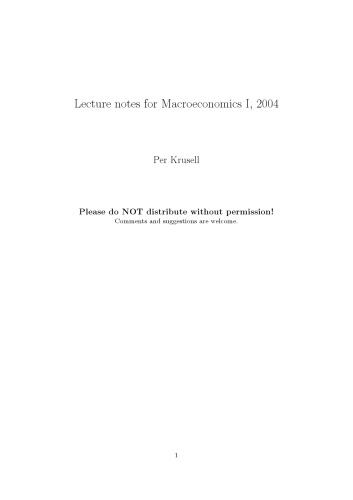 Lecture notes for Macroeconomics I, 2004
Per Krusell
Please do NOT distribute without permission!
Comments and suggestions are welcome.
1